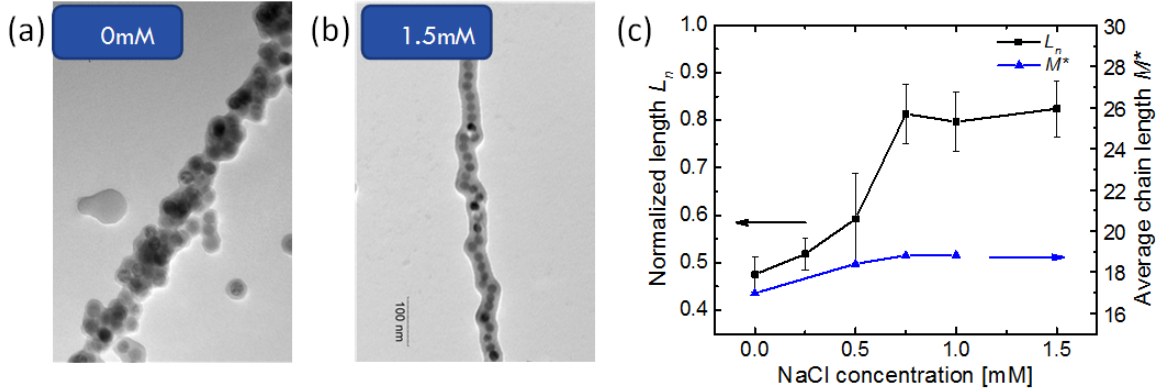 (a)
0mM
(b)
1.5mM
100 nm
(c)
Normalized length Lₙ
1.0
0.9
0.8
0.7
0.6
0.5
0.4
Lₙ
M*
30
28
26
24
22
20
18
16
Average chain length M*
0.0 0.5 1.0 1.5
NaCl concentration [mM]